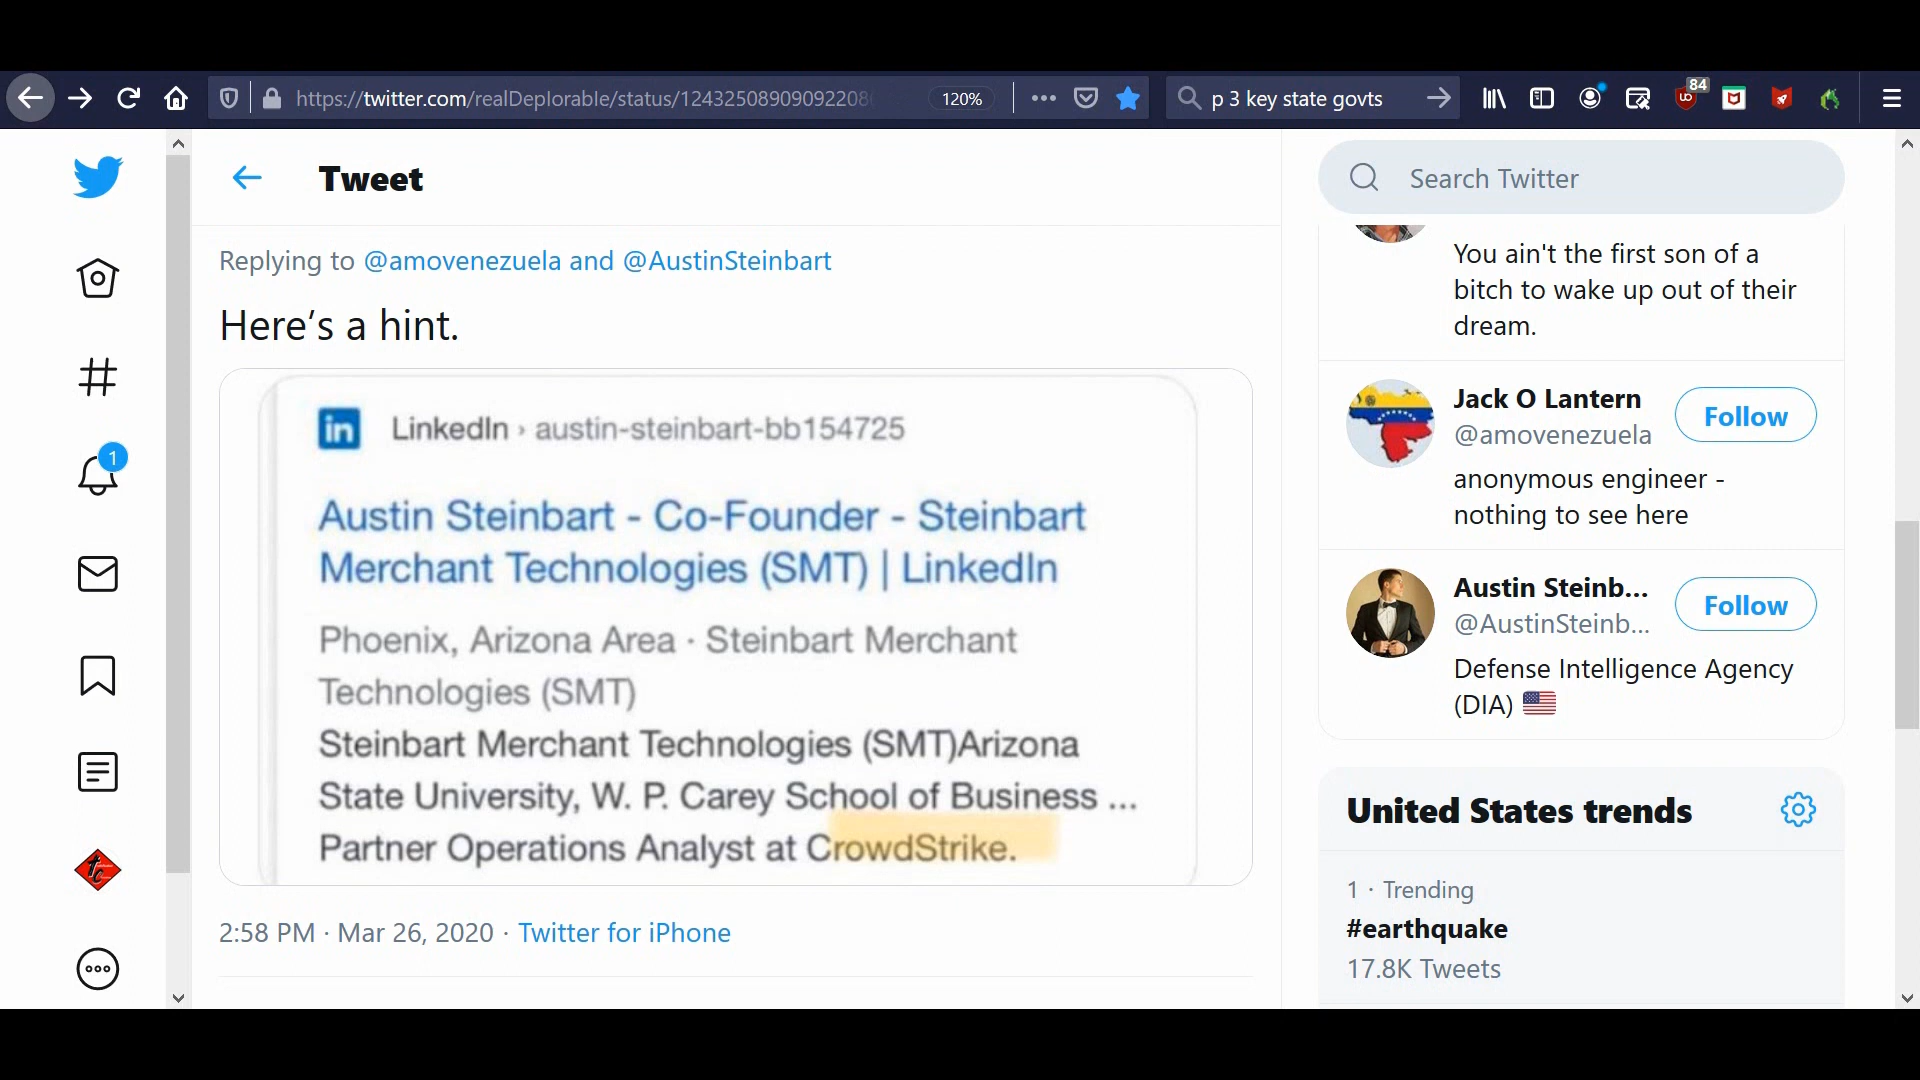 https://twitter.com/realDeplorable/status/124325089090922080
120%
p 3 key state govts
84
Tweet
Search Twitter
Replying to @amovenezuela and @AustinSteinbart
Here's a hint.
LinkedIn › austin-steinbart-bb154725
Austin Steinbart - Co-Founder - Steinbart
Merchant Technologies (SMT) | LinkedIn
Phoenix, Arizona Area · Steinbart Merchant
Technologies (SMT)
Steinbart Merchant Technologies (SMT)Arizona
State University, W. P. Carey School of Business ...
Partner Operations Analyst at CrowdStrike.
2:58 PM · Mar 26, 2020 · Twitter for iPhone
1
You ain't the first son of a
bitch to wake up out of their
dream.
Jack O Lantern
@amovenezuela
Follow
anonymous engineer -
nothing to see here
Austin Steinb...
@AustinSteinb...
Follow
Defense Intelligence Agency
(DIA)
United States trends
1 · Trending
#earthquake
17.8K Tweets